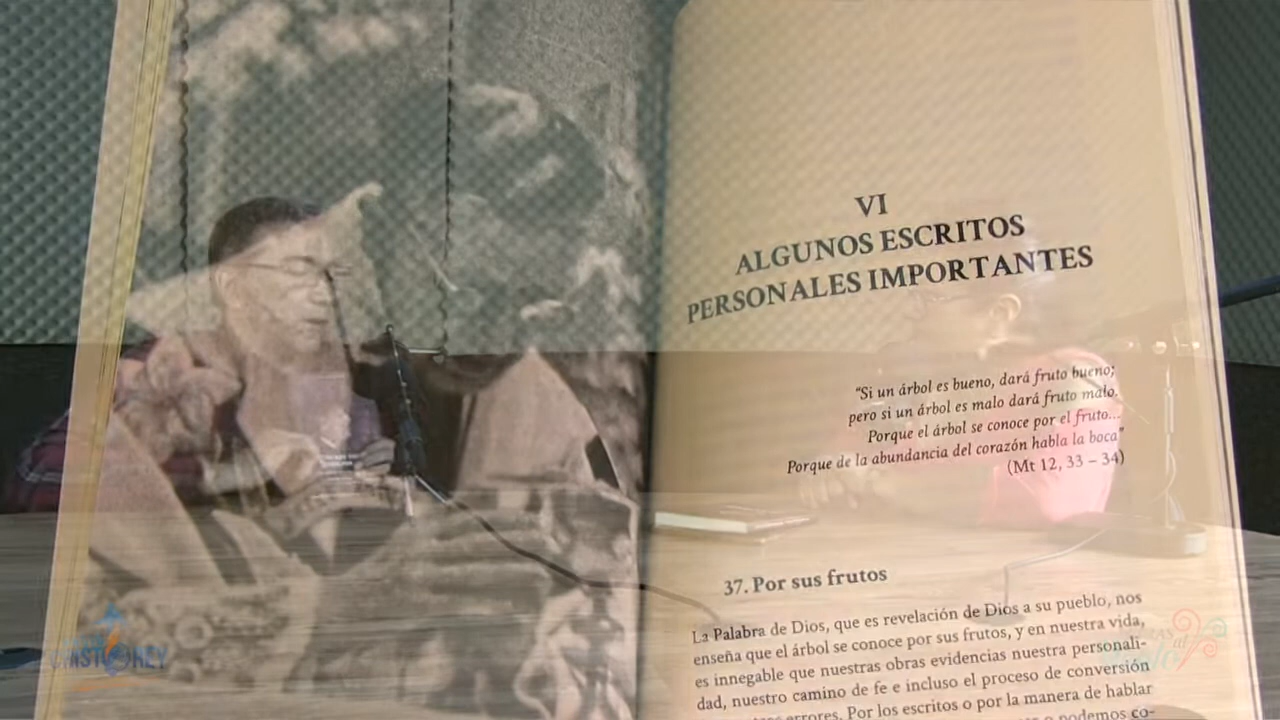 VI
ALGUNOS ESCRITOS
PERSONALES IMPORTANTES
"Si un árbol es bueno, dará fruto bueno;
pero si un árbol es malo dará fruto malo.
Porque el árbol se conoce por el fruto...
Porque de la abundancia del corazón habla la boca"
(Mt 12, 33 – 34)
37. Por sus frutos
La Palabra de Dios, que es revelación de Dios a su pueblo, nos
enseña que el árbol se conoce por sus frutos, y en nuestra vida,
es innegable que nuestras obras evidencias nuestra personali-
dad, nuestro camino de fe e incluso el proceso de conversión
errores. Por los escritos o por la manera de hablar
o podemos co-
al